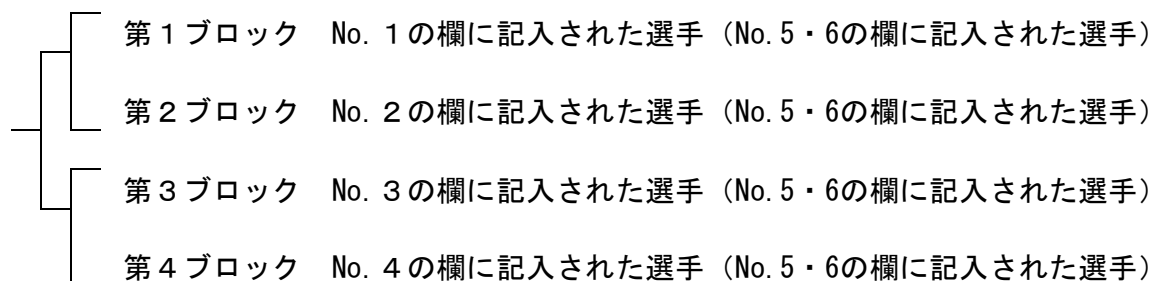 第１ブロック　No. １の欄に記入された選手（No.5・6の欄に記入された選手）
第２ブロック　No. ２の欄に記入された選手（No.5・6の欄に記入された選手）
第３ブロック　No. ３の欄に記入された選手（No.5・6の欄に記入された選手）
第４ブロック　No. ４の欄に記入された選手（No.5・6の欄に記入された選手）